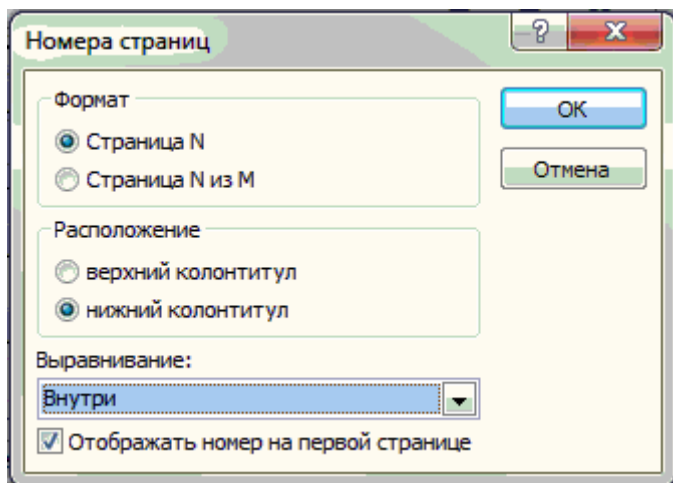 Номера страниц
?
X
Формат
Страница N
Страница N из M
OK
Отмена
Расположение
верхний колонтитул
нижний колонтитул
Выравнивание:
Внутри
Отображать номер на первой странице